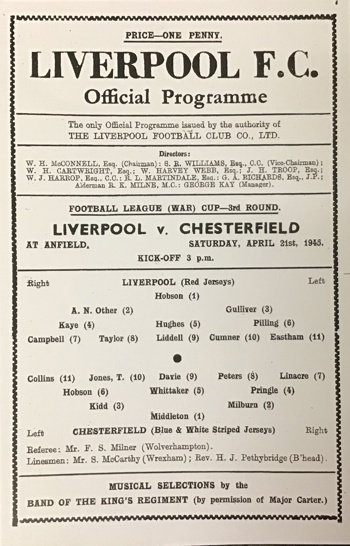 PRICE—ONE PENNY.
LIVERPOOL F.C.
Official Programme
The only Official Programme issued by the authority of
THE LIVERPOOL FOOTBALL CLUB CO., LTD.
Directors:
W. H. McCONNELL, Esq. (Chairman): S. R. WILLIAMS, Esq., C.C. (Vice-Chairman);
W. H. CARTWRIGHT, Esq.; W. HARVEY WEBB, Esq.; J. H. TROOP, Esq.;
W. J. HARROP, Esq., C.C.: H. L. MARTINDALE, Esq.: G. A. RICHARDS, Esq., J.P.;
Alderman R. K. MILNE, M.C.: GEORGE KAY (Manager).
FOOTBALL LEAGUE (WAR) CUP—3rd ROUND.
LIVERPOOL v. CHESTERFIELD
AT ANFIELD, SATURDAY, APRIL 21st, 1945.
KICK-OFF 3 p.m.
Right LIVERPOOL (Red Jerseys) Left
Hobson (1)
A. N. Other (2) Gulliver (3)
Kaye (4) Hughes (5) Pilling (6)
Campbell (7) Taylor (8) Liddell (9) Cumner (10) Eastham (11)
Collins (11) Jones, T. (10) Davie (9) Peters (8) Linacre (7)
Hobson (6) Whittaker (5) Pringle (4)
Kidd (3) Milburn (2)
Middleton (1)
Left CHESTERFIELD (Blue & White Striped Jerseys) Right
Referee: Mr. F. S. Milner (Wolverhampton).
Linesmen: Mr. S. McCarthy (Wrexham); Rev. H. J. Pethybridge (B'head).
MUSICAL SELECTIONS by the
BAND OF THE KING'S REGIMENT (by permission of Major Carter.)